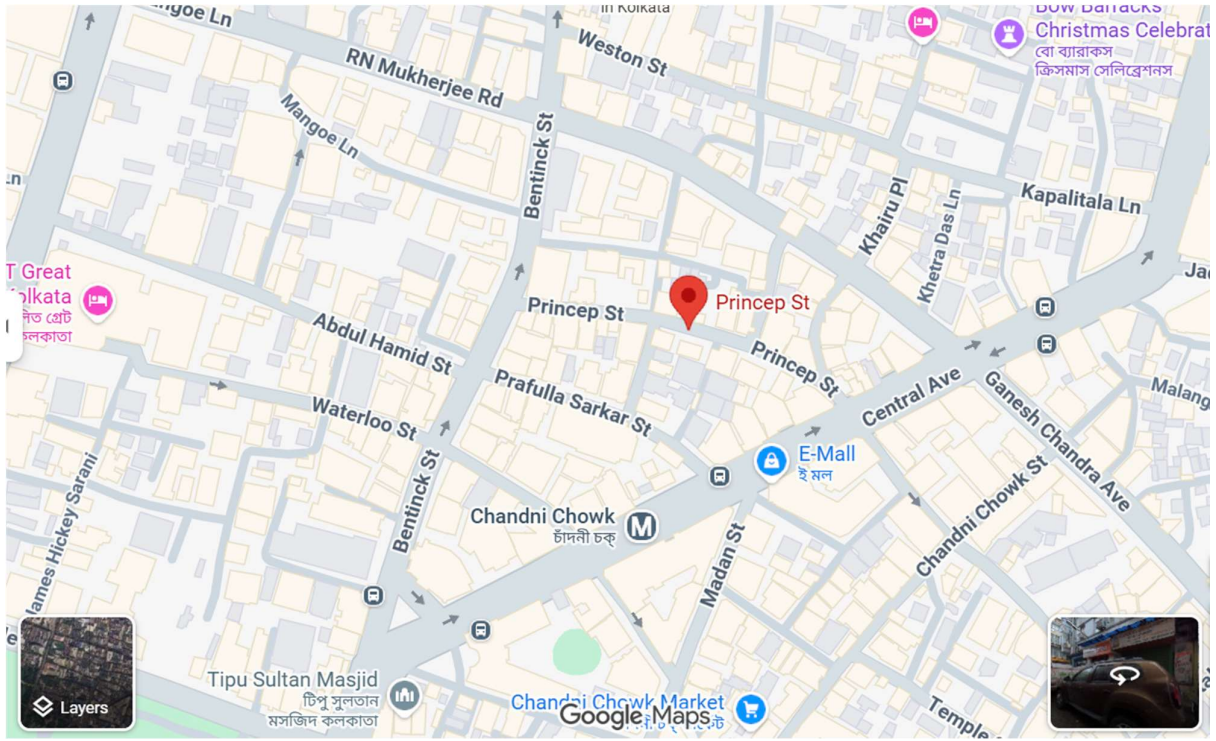 in Kolkata
Bow Barracks
Christmas Celebrat
বো ব্যারাকস
ক্রিসমাস সেলিব্রেশনস
Weston St
RN Mukherjee Rd
Mangoe Ln
Bentinck St
Kapalitala Ln
Khairu Pl
Khetra Das Ln
T Great
কলকাতা
Princep St
Princep St
Princep St
Abdul Hamid St
Prafulla Sarkar St
Waterloo St
Central Ave
Ganesh Chandra Ave
Malang
E-Mall
ই মল
Chandni Chowk St
Chandni Chowk
চাঁদনী চক্
Madan St
Bentinck St
James Hickey Sarani
Tipu Sultan Masjid
টিপু সুলতান
মসজিদ কলকাতা
Chandni Chowk Market
Google Maps
Temple
Layers